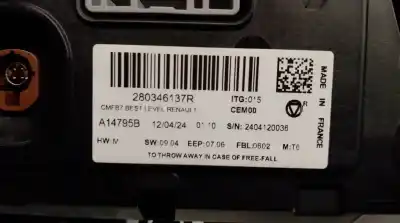 280346137R
ITG:015
CMFB7 BEST LEVEL RENAULT
CEM00
R
A14795B 12/04/24 01:10 S/N: 2404120036
HW:M SW:09.04 EEP:07.06 FBL:0602 M:T6
TO THROW AWAY IN CASE OF FREE-FALL
MADE IN FRANCE